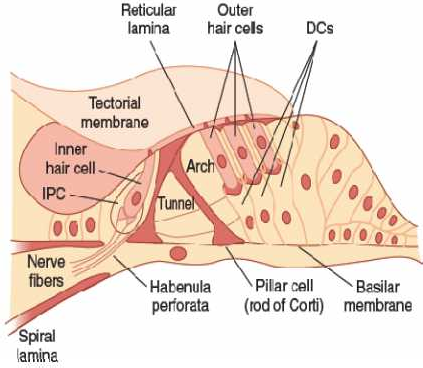 Reticular
lamina
Outer
hair cells
DCs
Tectorial
membrane
Inner
hair cell
IPC
Arch
Tunnel
Nerve
fibers
Habenula
perforata
Pillar cell
(rod of Corti)
Basilar
membrane
Spiral
lamina